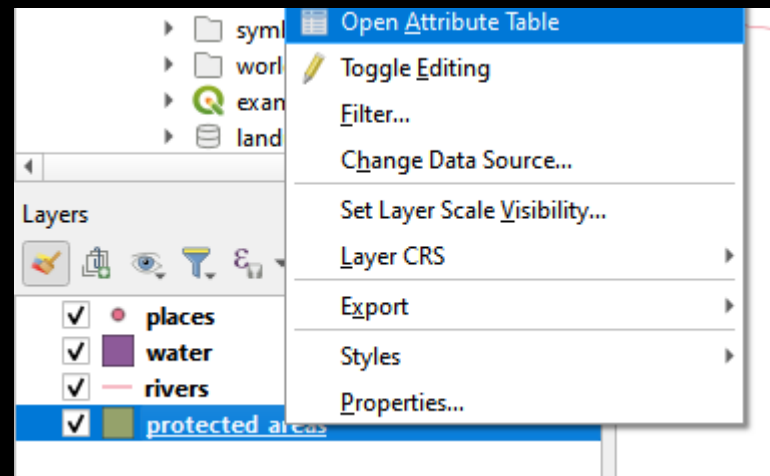 Open Attribute Table
Toggle Editing
Filter...
Change Data Source...
Set Layer Scale Visibility...
Layer CRS
Export
Styles
Properties...
land
Layers
places
water
rivers
protected areas